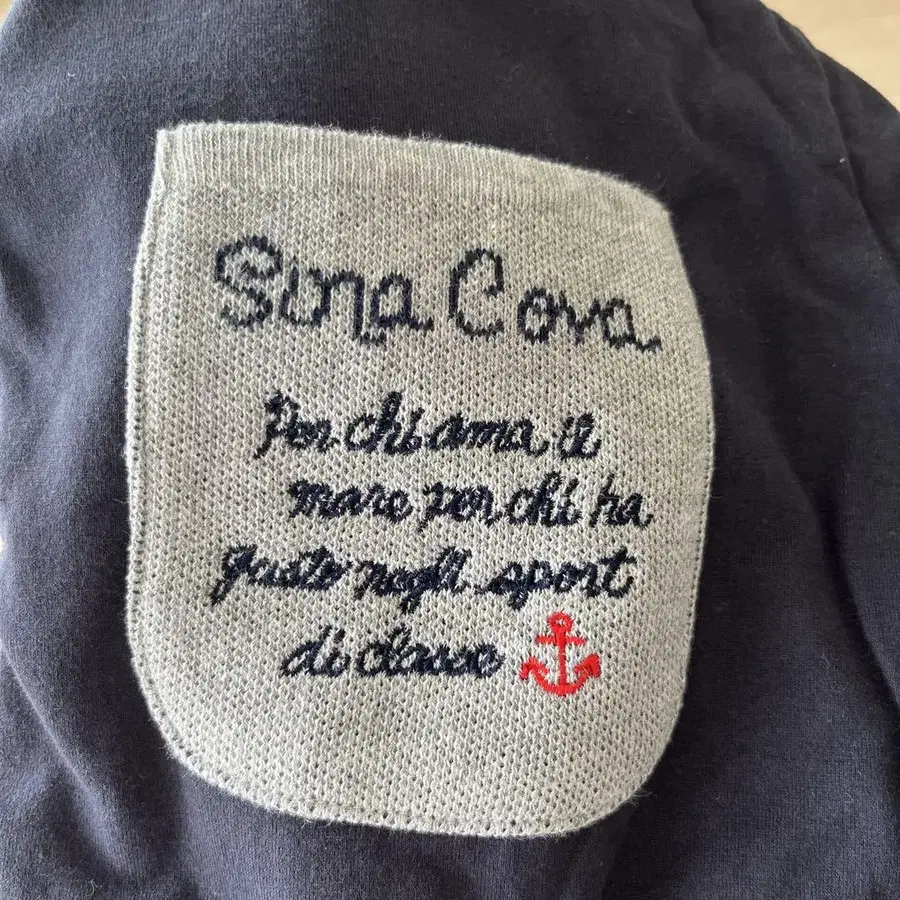 Sina Cova
Per chi ama il
mare per chi ha
gusto negli sport
di classe